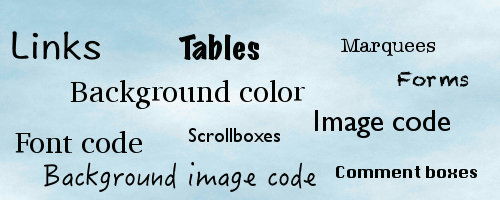 Links
Tables
Marquees
Forms
Background color
Image code
Font code
Scrollboxes
Background image code
Comment boxes